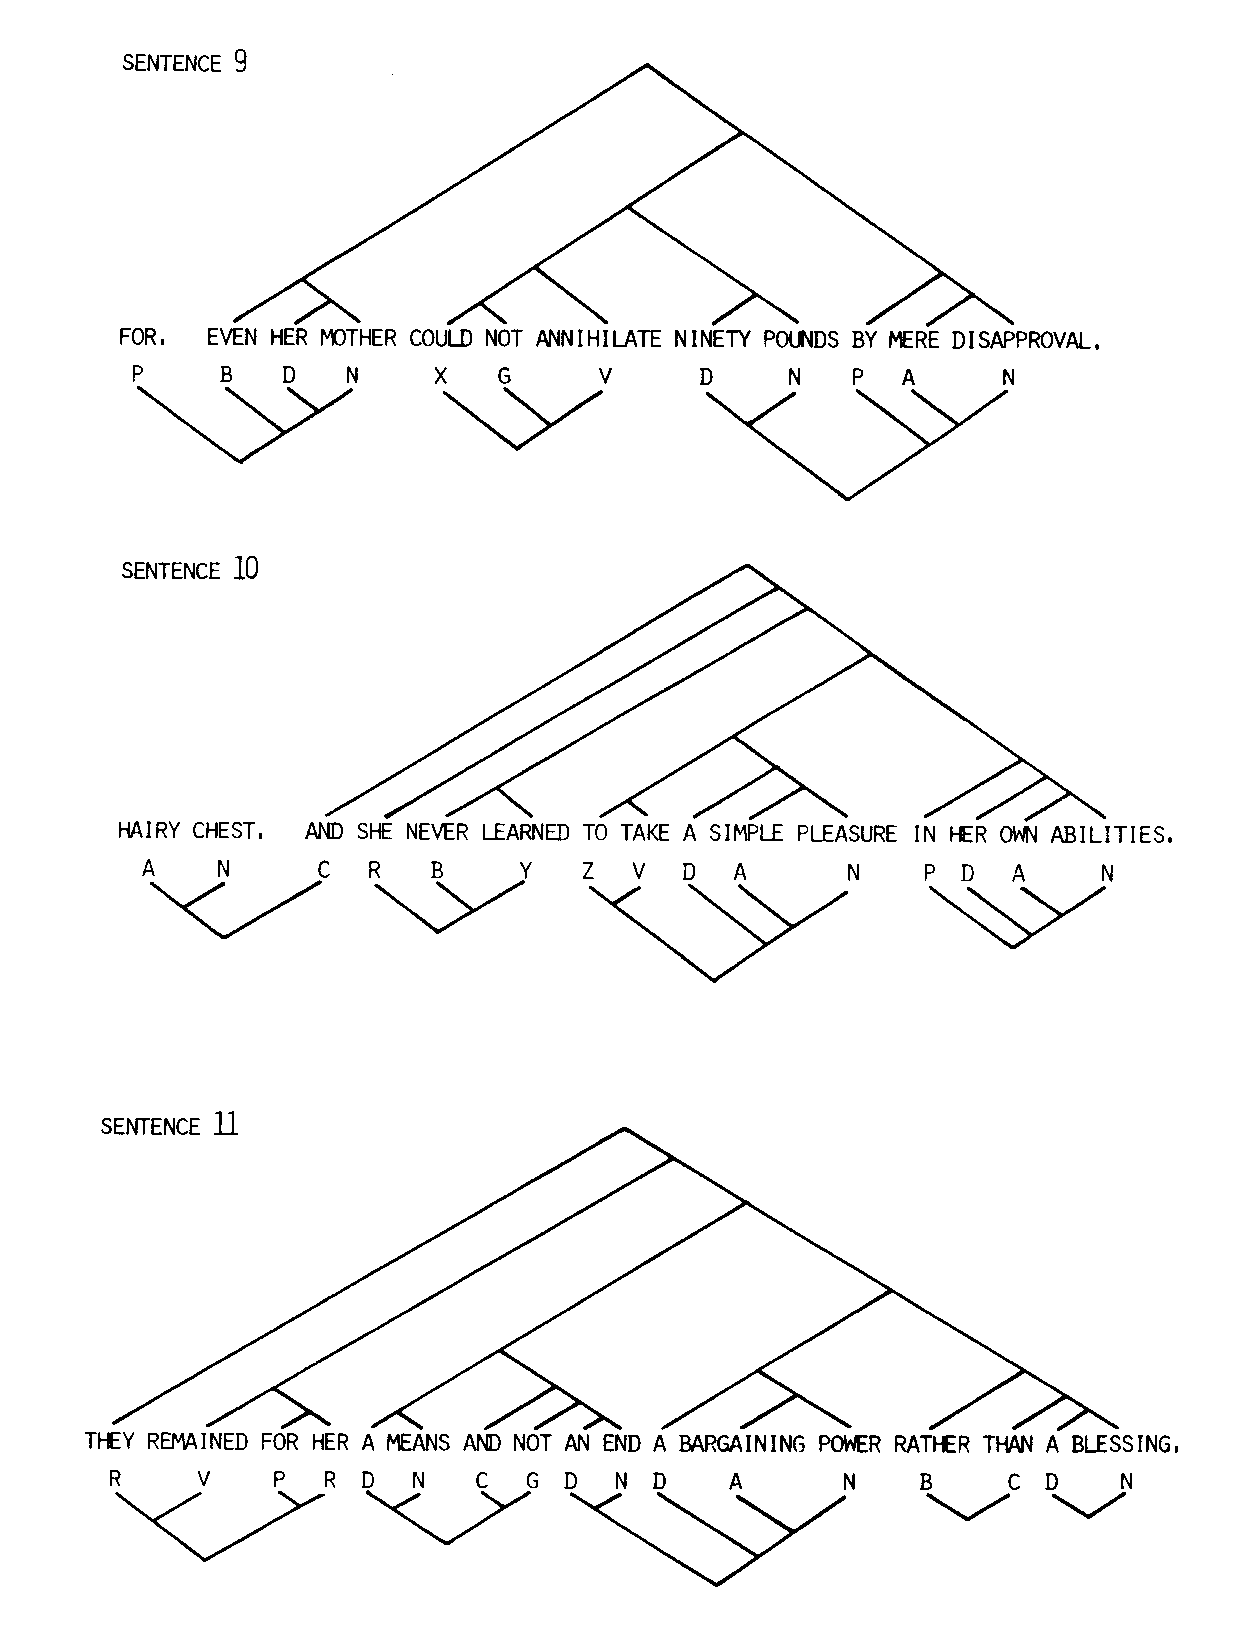 SENTENCE 9
FOR. EVEN HER MOTHER COULD NOT ANNIHILATE NINETY POUNDS BY MERE DISAPPROVAL.
P B D N X G V D N P A N
SENTENCE 10
HAIRY CHEST. AND SHE NEVER LEARNED TO TAKE A SIMPLE PLEASURE IN HER OWN ABILITIES.
A N C R B Y Z V D A N P D A N
SENTENCE 11
THEY REMAINED FOR HER A MEANS AND NOT AN END A BARGAINING POWER RATHER THAN A BLESSING.
R V P R D N C G D N D A N B C D N